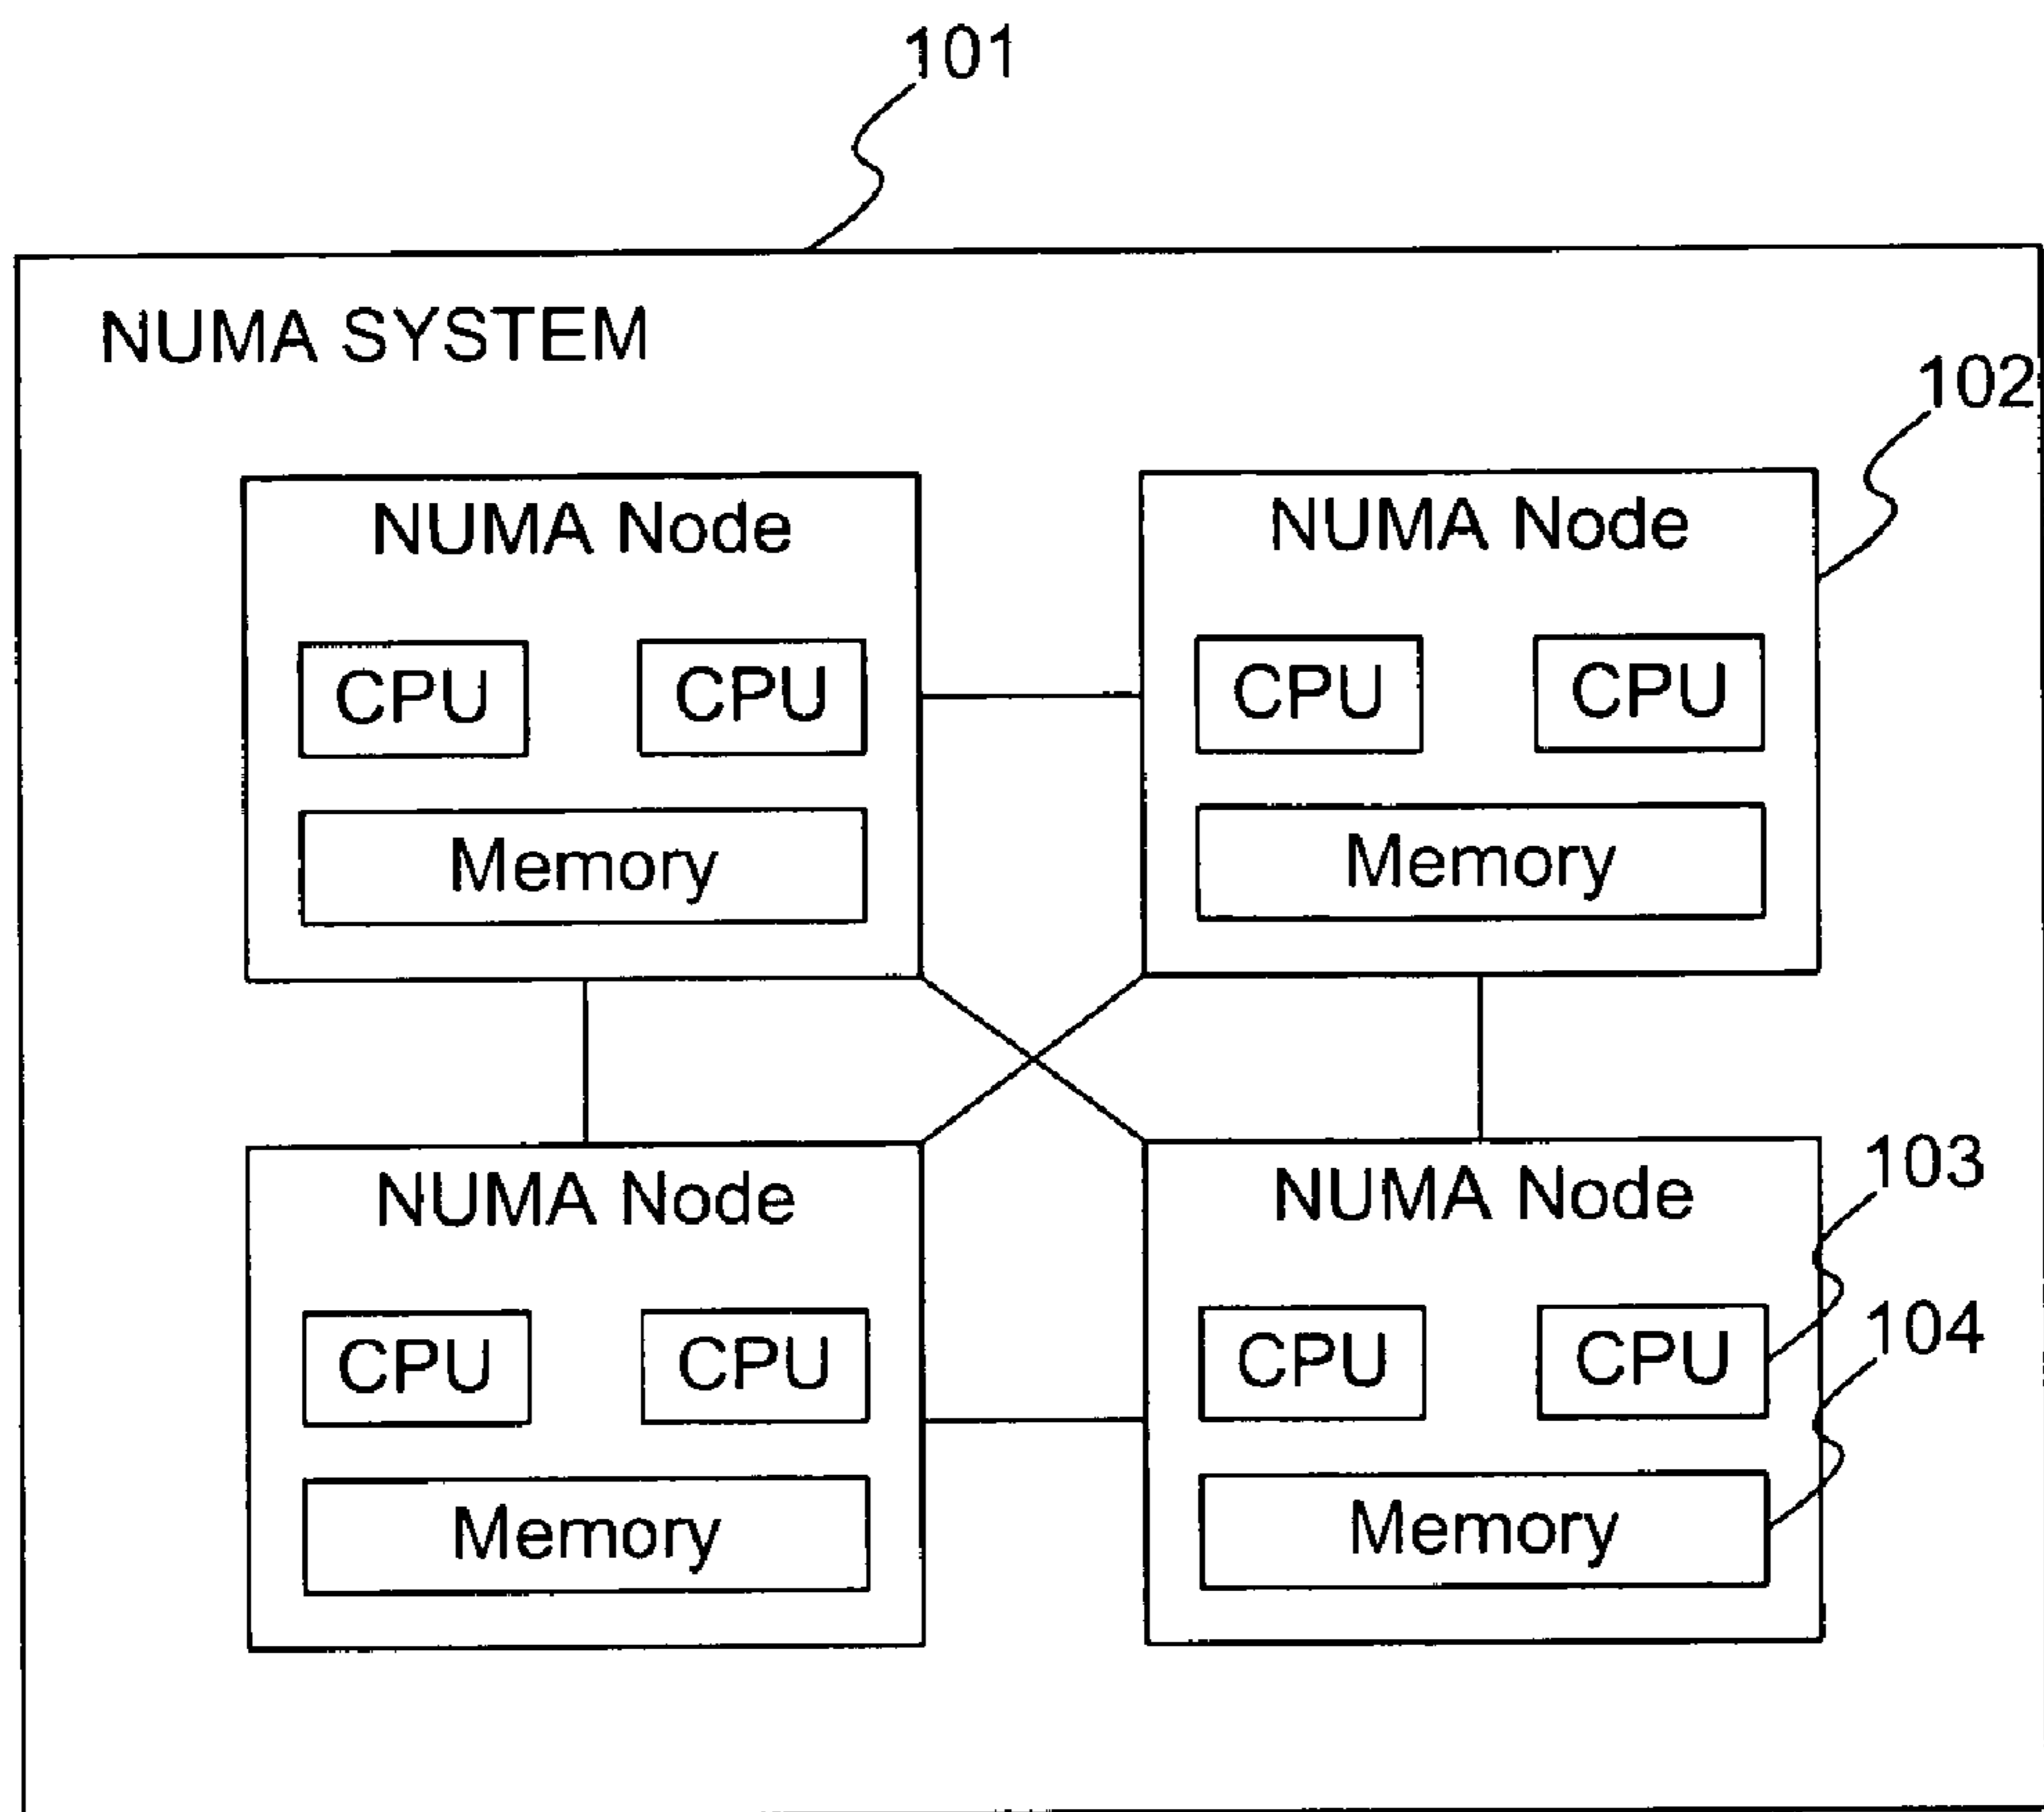 101
NUMA SYSTEM
102
NUMA Node
NUMA Node
CPU
CPU
CPU
CPU
Memory
Memory
NUMA Node
NUMA Node
103
CPU
CPU
CPU
CPU
104
Memory
Memory